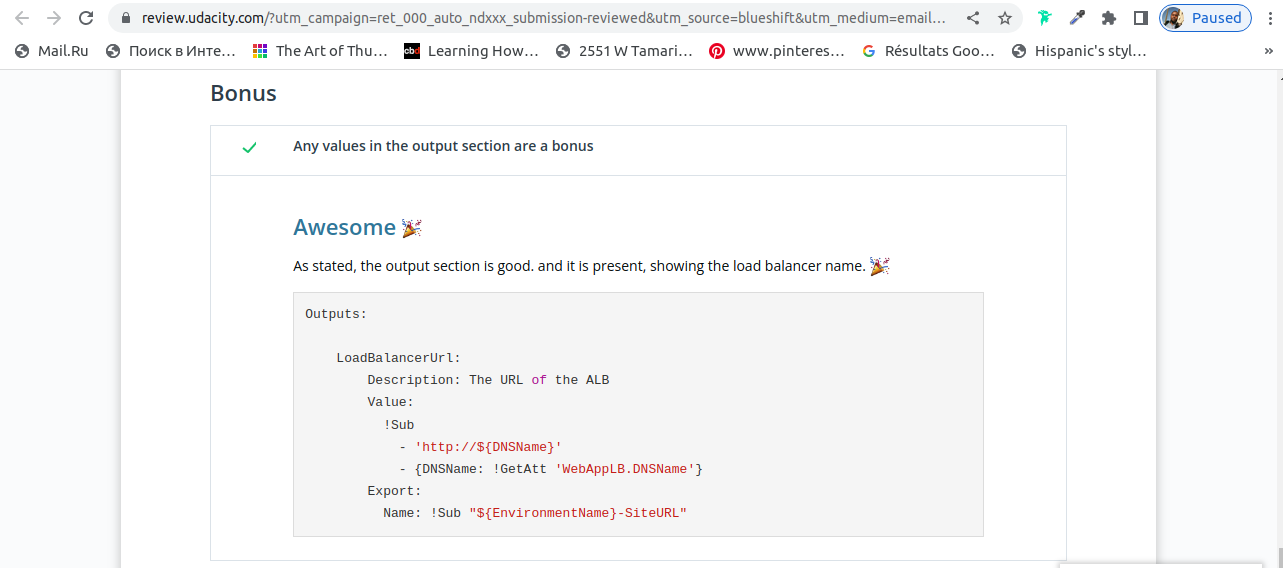 review.udacity.com/?utm_campaign=ret_000_auto_ndxxx_submission-reviewed&utm_source=blueshift&utm_medium=email...
Paused
Mail.Ru
Поиск в Инте...
The Art of Thu...
cbd
Learning How...
2551 W Tamari...
www.pinteres...
Résultats Goo...
Hispanic's styl...
»
Bonus
Any values in the output section are a bonus
Awesome 🎉
As stated, the output section is good. and it is present, showing the load balancer name. 🎉
Outputs:
LoadBalancerUrl:
Description: The URL of the ALB
Value:
!Sub
- 'http://${DNSName}'
- {DNSName: !GetAtt 'WebAppLB.DNSName'}
Export:
Name: !Sub "${EnvironmentName}-SiteURL"